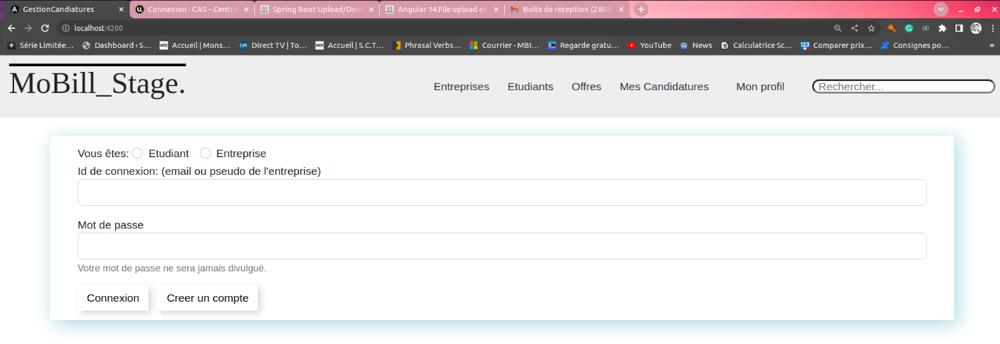 GestionCandiatures
Connexion - CAS – Centra
Spring Boot Upload/Dow
Angular 14 File upload ex
Boîte de réception (2 807)
localhost:4200
Série Limitée...
Dashboard ‹ S...
Accueil | Mons...
Direct TV | To...
Accueil | S.C.T...
Phrasal Verbs...
Courrier - MBI...
Regarde gratu...
YouTube
News
Calculatrice Sc...
Comparer prix...
Consignes po...
»
MoBill_Stage.
Entreprises
Etudiants
Offres
Mes Candidatures
Mon profil
Rechercher...
Vous êtes: Etudiant Entreprise
Id de connexion: (email ou pseudo de l'entreprise)
Mot de passe
Votre mot de passe ne sera jamais divulgué.
Connexion
Creer un compte